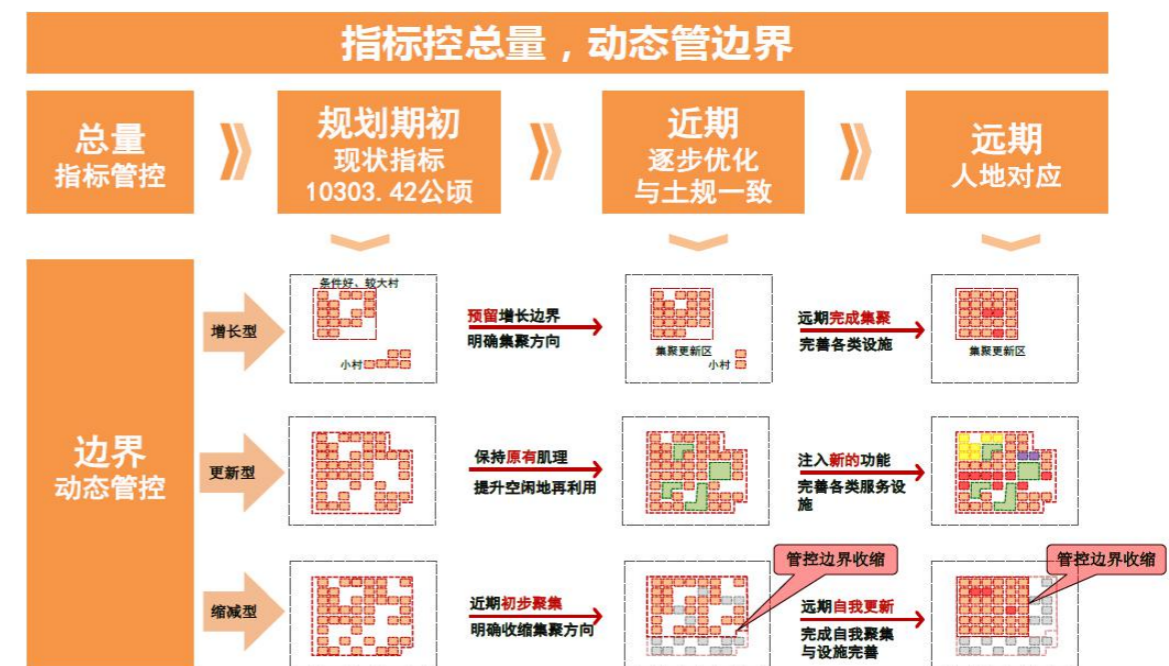 指标控总量，动态管边界
总量
指标管控
规划期初
现状指标
10303.42公顷
近期
逐步优化
与土规一致
远期
人地对应
边界
动态管控
增长型
条件好、较大村
小村
预留增长边界
明确集聚方向
集聚更新区
小村
远期完成集聚
完善各类设施
集聚更新区
更新型
保持原有肌理
提升空闲地再利用
注入新的功能
完善各类服务设
施
缩减型
近期初步聚集
明确收缩集聚方向
管控边界收缩
远期自我更新
完成自我聚集
与设施完善
管控边界收缩